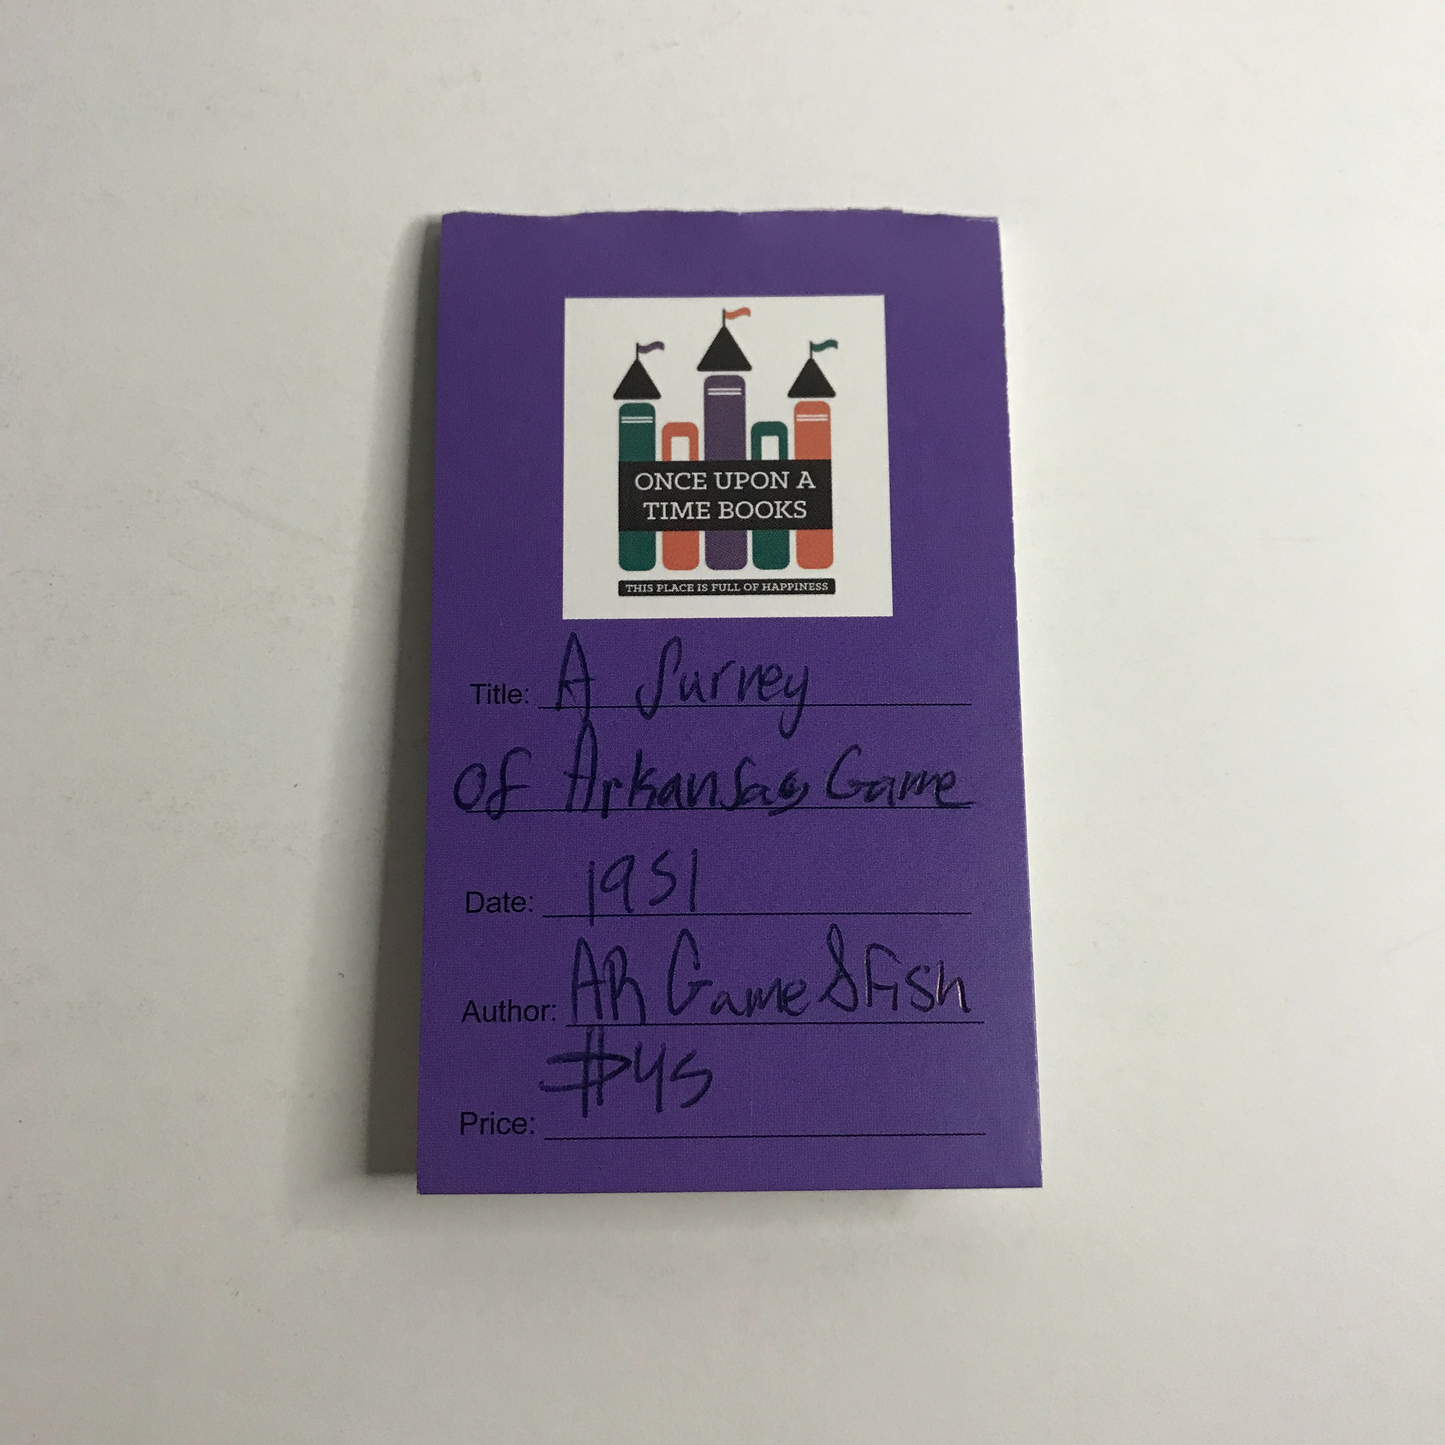 ONCE UPON A
TIME BOOKS
THIS PLACE IS FULL OF HAPPINESS
Title: A Survey
of Arkansas Game
Date: 1951
Author: AR Game & Fish
Price: $45